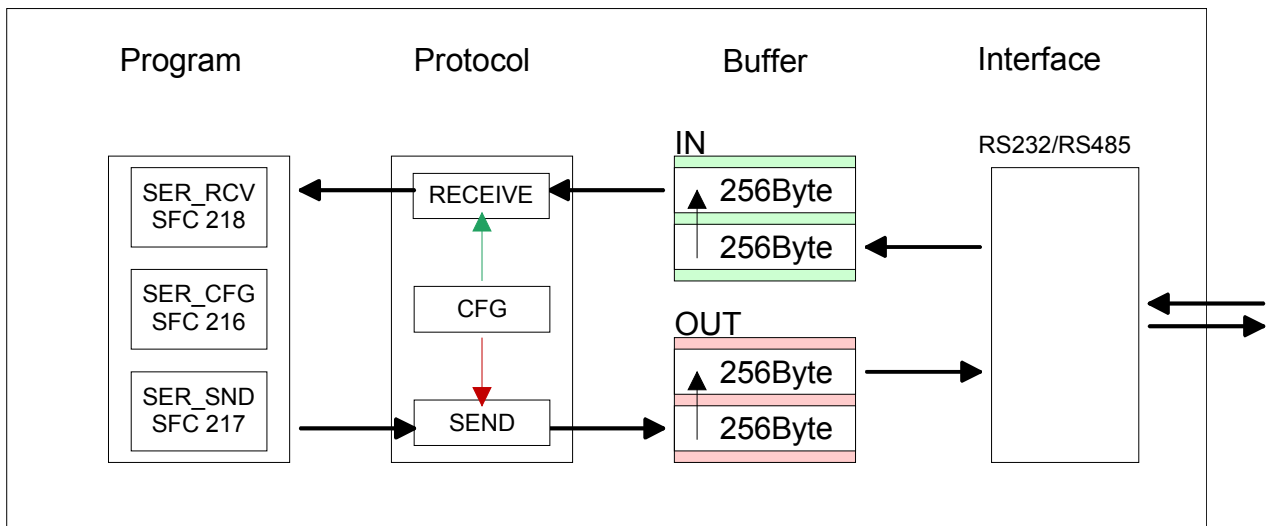 Program
Protocol
Buffer
Interface
SER_RCV
SFC 218
SER_CFG
SFC 216
SER_SND
SFC 217
RECEIVE
CFG
SEND
IN
256Byte
256Byte
OUT
256Byte
256Byte
RS232/RS485